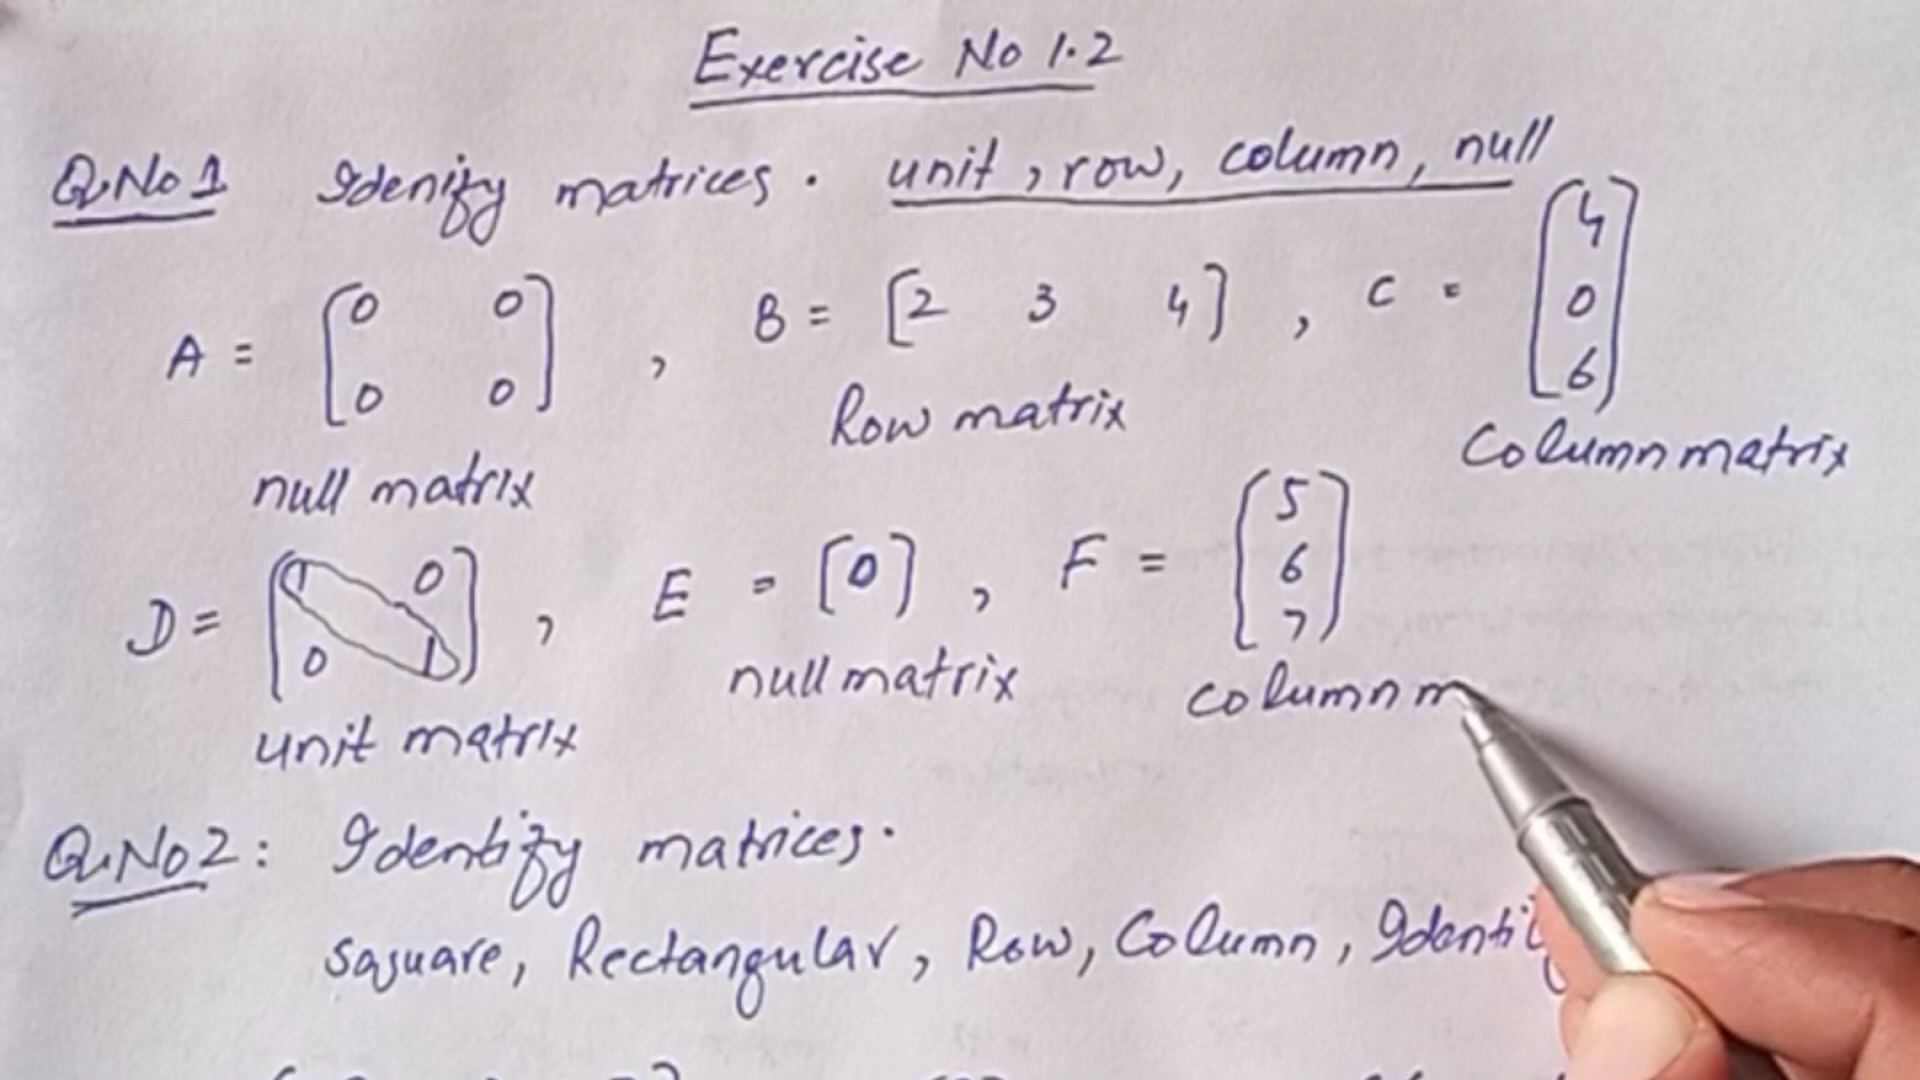 Exercise No 1.2
Q.No 1 Idenify matrices. unit, row, column, null
A = [0 0 0 0], B = [2 3 4], C = [4 0 6]
null matrix Row matrix Column matrix
D = [1 0 0 1], E = [0], F = [5 6 7]
unit matrix null matrix column m
Q.No 2: Identify matrices.
square, Rectangular, Row, Column,